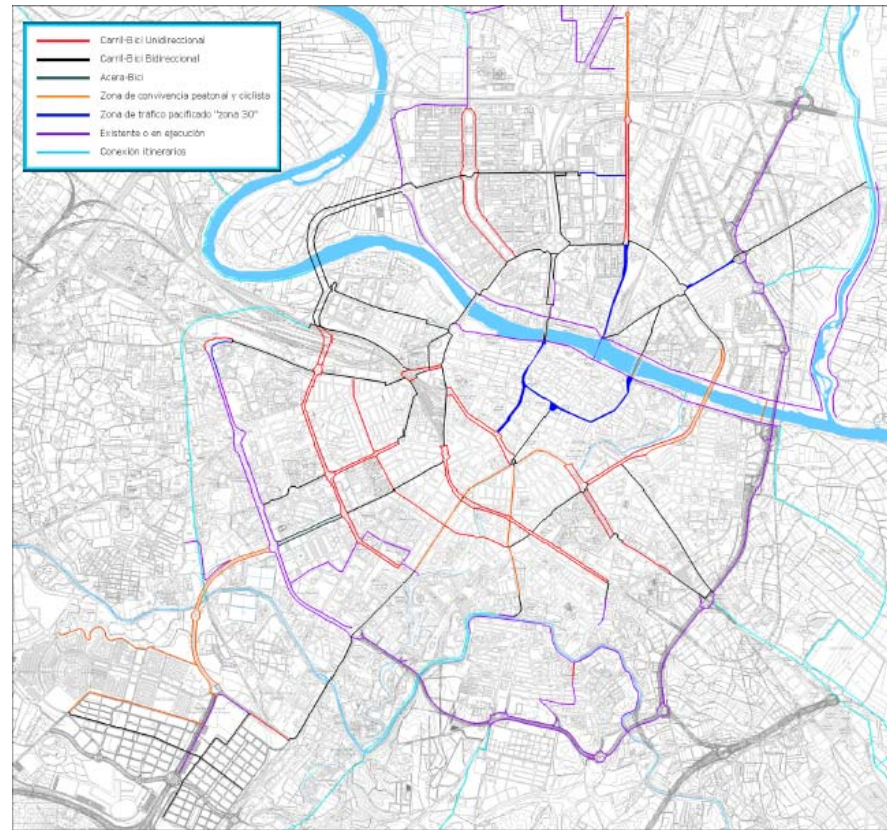 Carril-Bici Unidireccional
Carril-Bici Bidireccional
Acera-Bici
Zona de convivencia peatonal y ciclista
Zona de tráfico pacificado "zona 30"
Existente o en ejecución
Conexión itinerarios